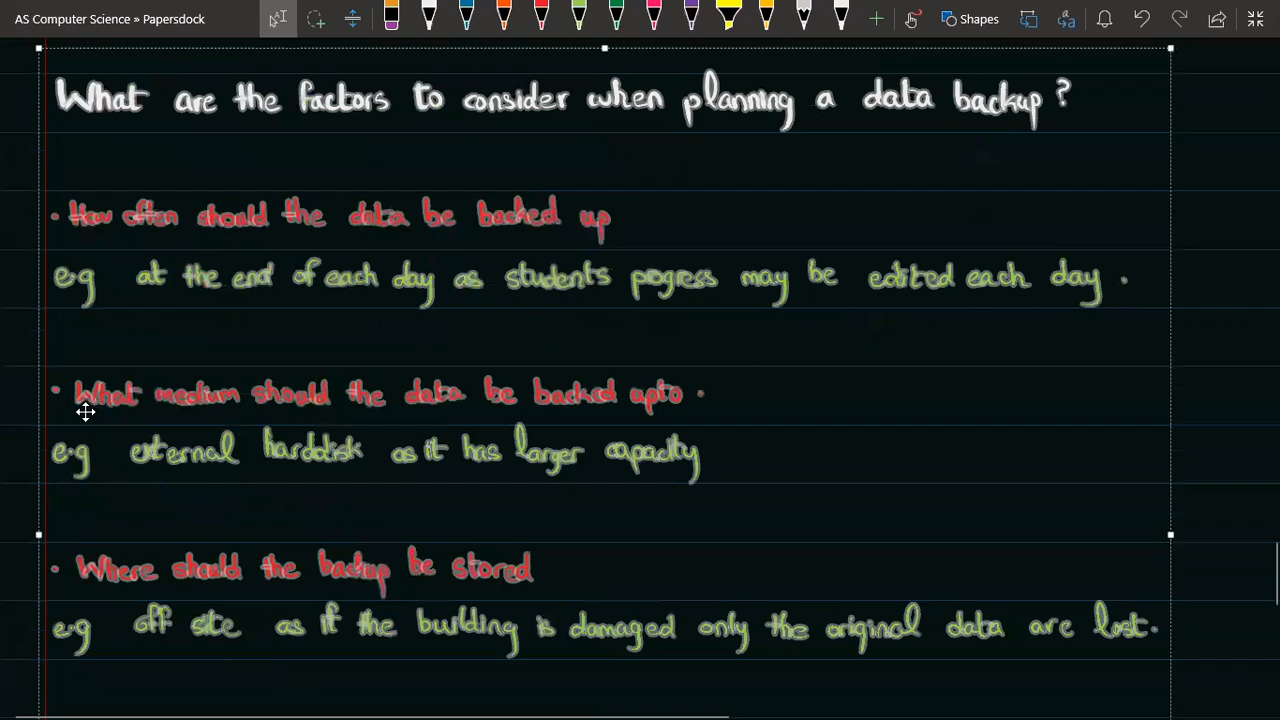 AS Computer Science » Papersdock
Shapes
What are the factors to consider when planning a data backup?
• How often should the data be backed up
e.g at the end of each day as students progress may be edited each day.
• What medium should the data be backed upto.
e.g external harddisk as it has larger capacity
• Where should the backup be stored
e.g off site as if the building is damaged only the original data are lost.